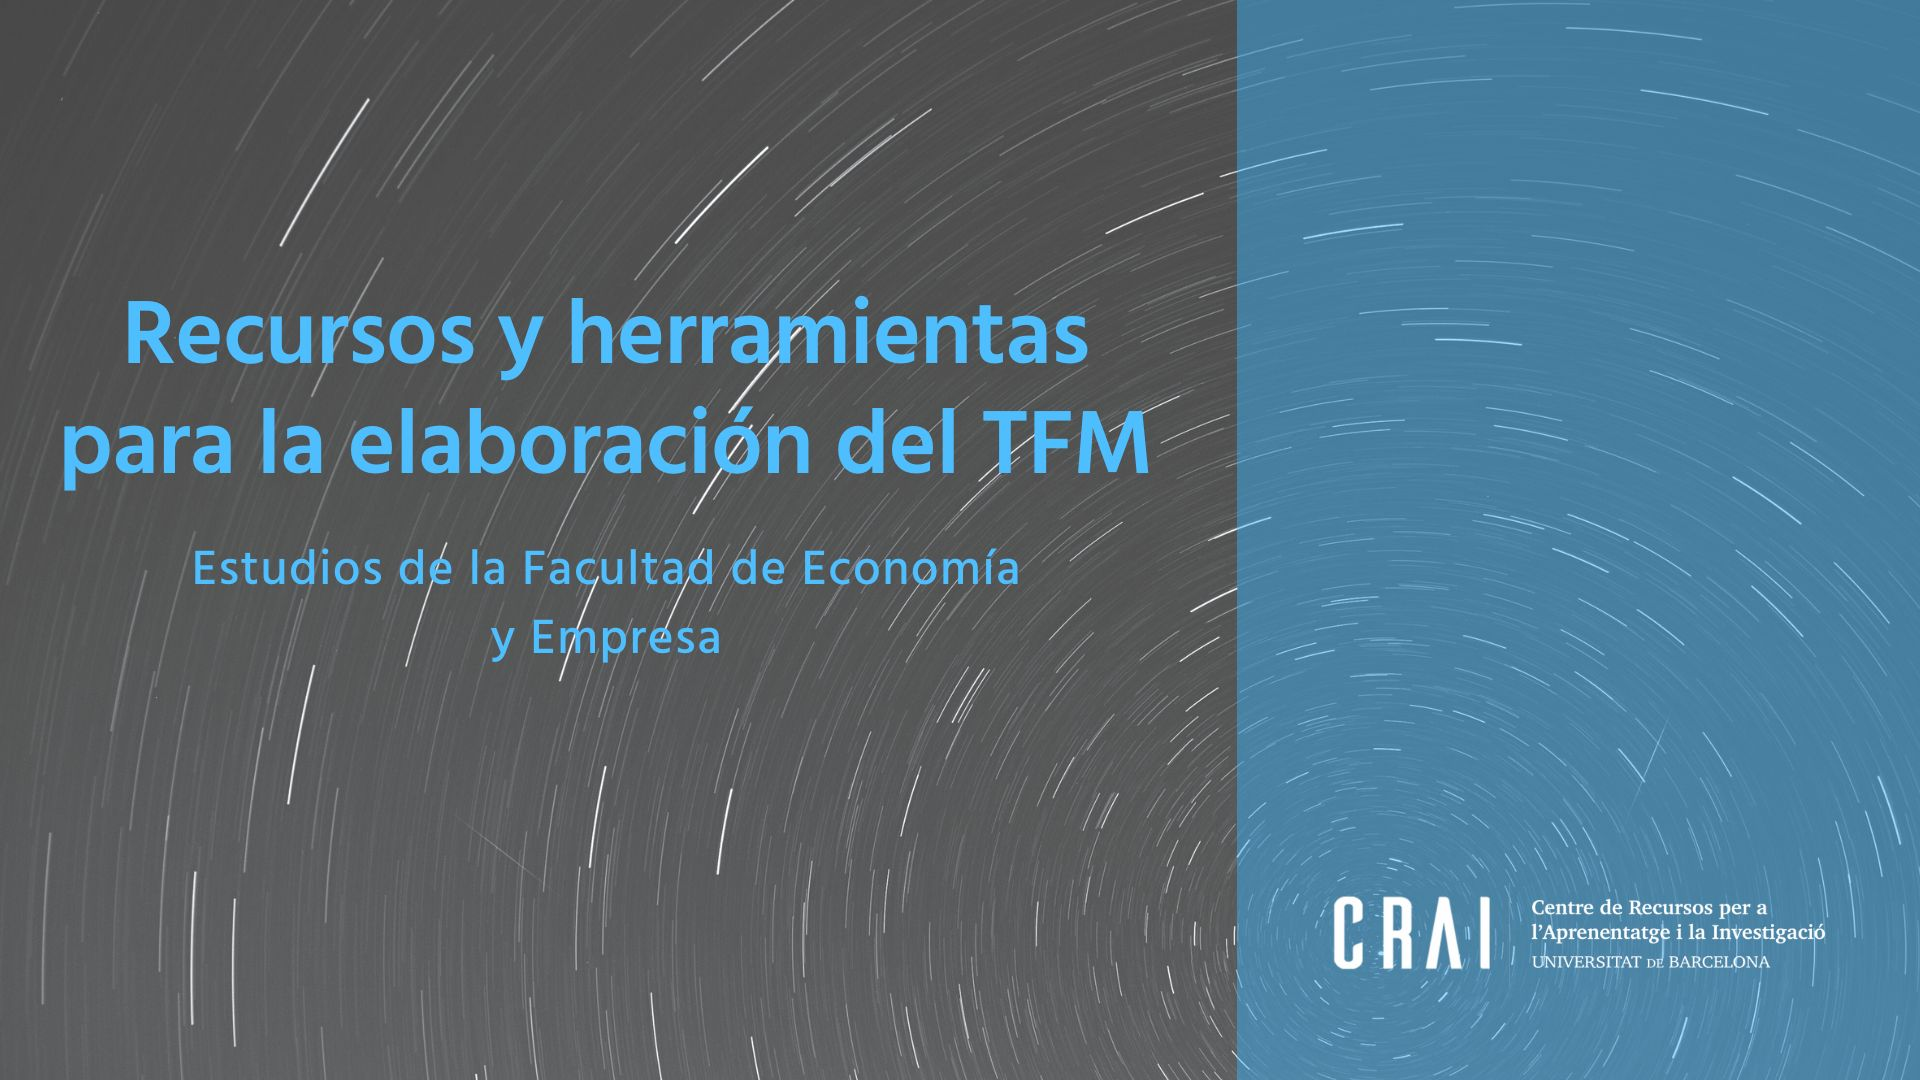 Recursos y herramientas
para la elaboración del TFM
Estudios de la Facultad de Economía
y Empresa
CRAI
Centre de Recursos per a
l'Aprenentatge i la Investigació
UNIVERSITAT DE BARCELONA